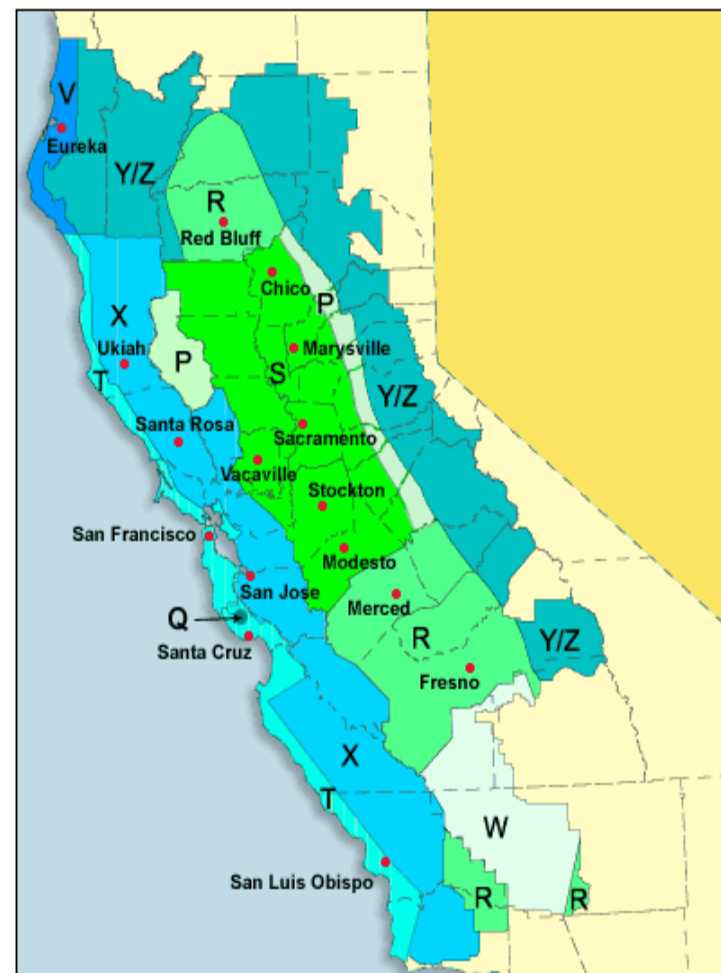 V
Eureka
Y/Z
R
Red Bluff
Chico
P
X
Ukiah
Marysville
P
T
S
Y/Z
Santa Rosa
Sacramento
Vacaville
Stockton
San Francisco
Modesto
San Jose
Merced
Q
R
Y/Z
Santa Cruz
Fresno
X
T
W
San Luis Obispo
R
R